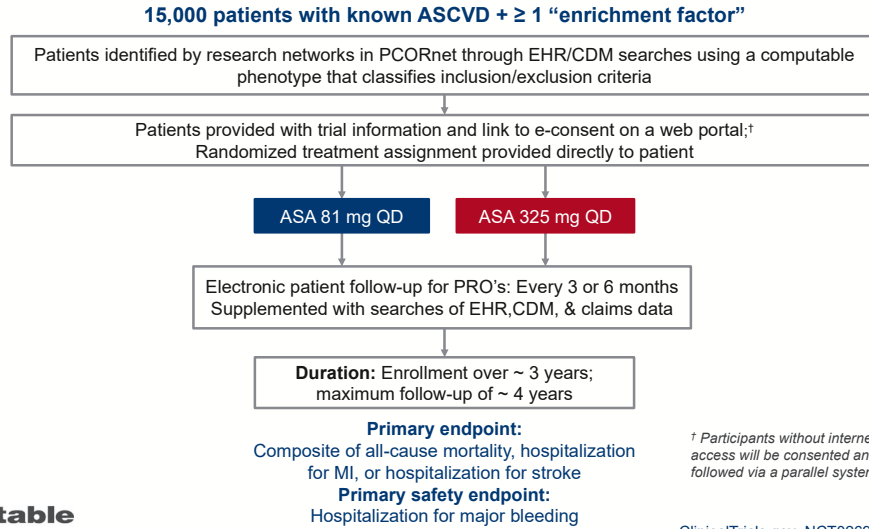 15,000 patients with known ASCVD + ≥ 1 “enrichment factor”
Patients identified by research networks in PCORnet through EHR/CDM searches using a computable
phenotype that classifies inclusion/exclusion criteria
Patients provided with trial information and link to e-consent on a web portal;†
Randomized treatment assignment provided directly to patient
ASA 81 mg QD
ASA 325 mg QD
Electronic patient follow-up for PRO's: Every 3 or 6 months
Supplemented with searches of EHR,CDM, & claims data
Duration: Enrollment over ~ 3 years;
maximum follow-up of ~ 4 years
Primary endpoint:
Composite of all-cause mortality, hospitalization
for MI, or hospitalization for stroke
Primary safety endpoint:
Hospitalization for major bleeding
† Participants without interne
access will be consented an
followed via a parallel system
table